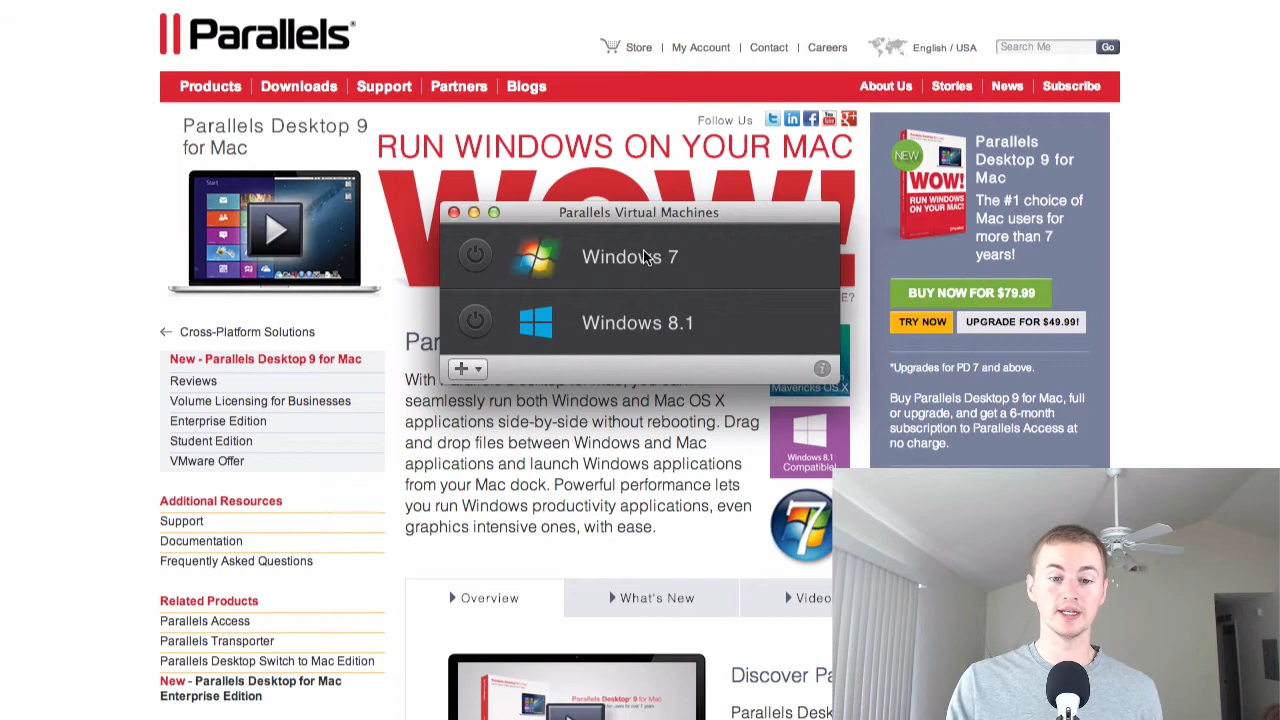 Parallels®
Store | My Account | Contact | Careers
English / USA
Search Me
Go
Products | Downloads | Support | Partners | Blogs
About Us | Stories | News | Subscribe
Parallels Desktop 9
for Mac
Start
Follow Us
RUN WINDOWS ON YOUR MAC
WOW!
Parallels Virtual Machines
Windows 7
Windows 8.1
NEW
WOW!
Parallels
Desktop 9 for
Mac
The #1 choice of
Mac users for
more than 7
years!
BUY NOW FOR $79.99
TRY NOW
UPGRADE FOR $49.99!
*Upgrades for PD 7 and above.
Buy Parallels Desktop 9 for Mac, full
or upgrade, and get a 6-month
subscription to Parallels Access at
no charge.
Cross-Platform Solutions
New - Parallels Desktop 9 for Mac
Reviews
Volume Licensing for Businesses
Enterprise Edition
Student Edition
VMware Offer
Additional Resources
Support
Documentation
Frequently Asked Questions
Related Products
Parallels Access
Parallels Transporter
Parallels Desktop Switch to Mac Edition
New - Parallels Desktop for Mac
Enterprise Edition
seamlessly run both Windows and Mac OS X
applications side-by-side without rebooting. Drag
and drop files between Windows and Mac
applications and launch Windows applications
from your Mac dock. Powerful performance lets
you run Windows productivity applications, even
graphics intensive ones, with ease.
Mavericks OS X
Windows 8.1
Compatible!
7
Overview
What's New
Video
Discover Pa
Parallels Desk
Parallels Desktop 9 for Mac